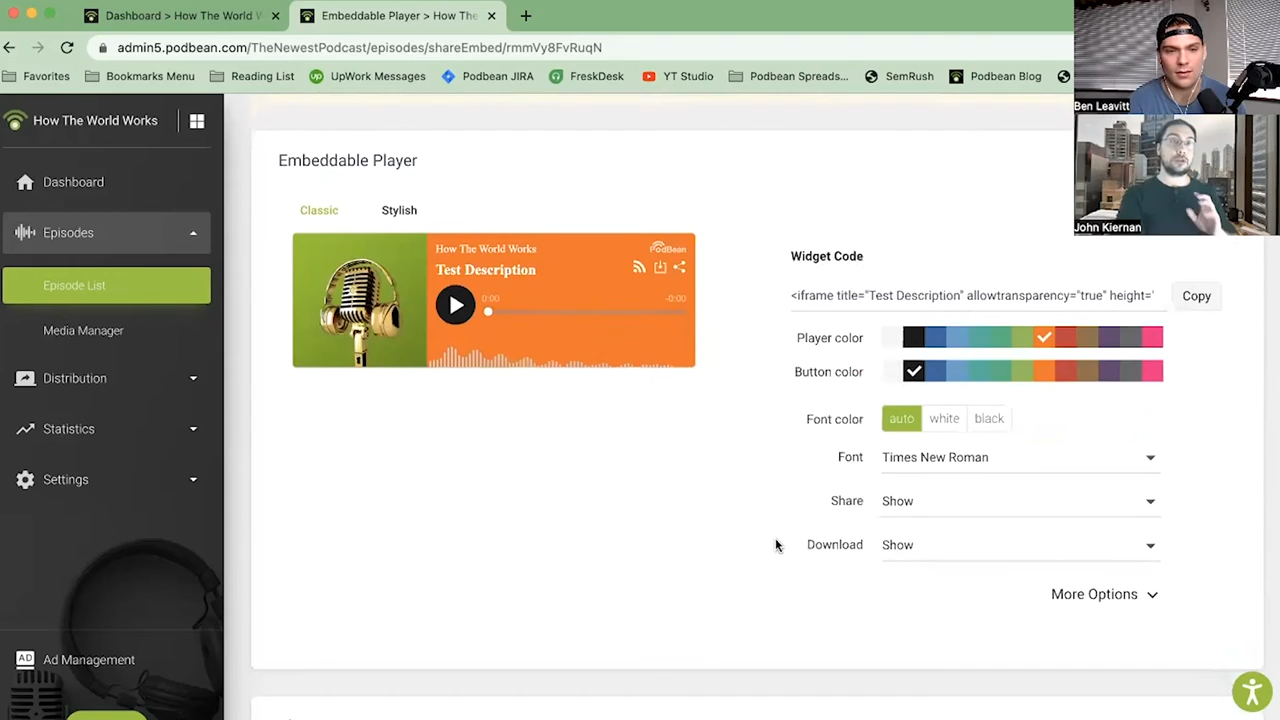 Dashboard > How The World W
Embeddable Player > How The
admin5.podbean.com/TheNewestPodcast/episodes/shareEmbed/rmmVy8FvRuqN
Favorites
Bookmarks Menu
Reading List
UpWork Messages
Podbean JIRA
FreskDesk
YT Studio
Podbean Spreads...
SemRush
Podbean Blog
Ben Leavitt
John Kiernan
How The World Works
Dashboard
Episodes
Episode List
Media Manager
Distribution
Statistics
Settings
AD
Ad Management
Embeddable Player
Classic
Stylish
How The World Works
PodBean
Test Description
0:00
-0:00
Widget Code
<iframe title="Test Description" allowtransparency="true" height='
Copy
Player color
Button color
Font color
auto
white
black
Font
Times New Roman
Share
Show
Download
Show
More Options